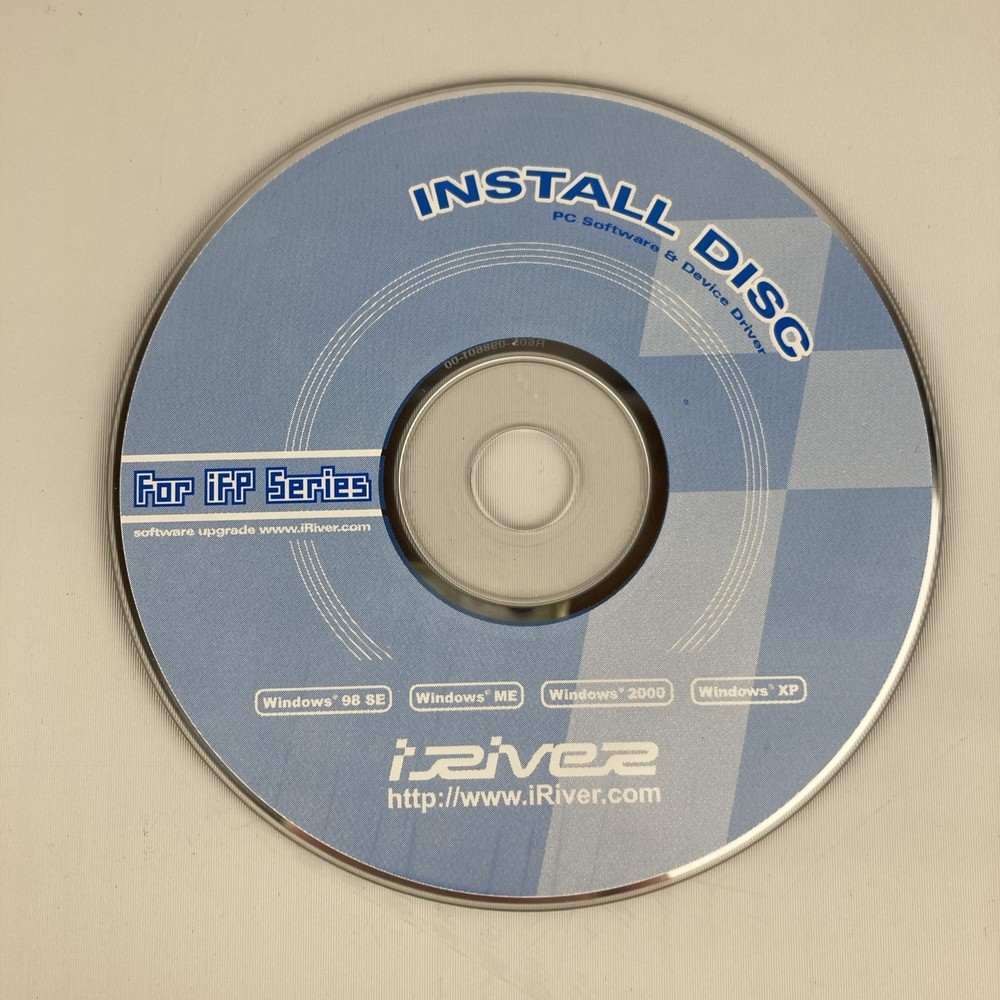 INSTALL DISC
PC Software & Device Driver
For iFP Series
software upgrade www.iRiver.com
Windows® 98 SE
Windows® ME
Windows® 2000
Windows® XP
iRiver
http://www.iRiver.com